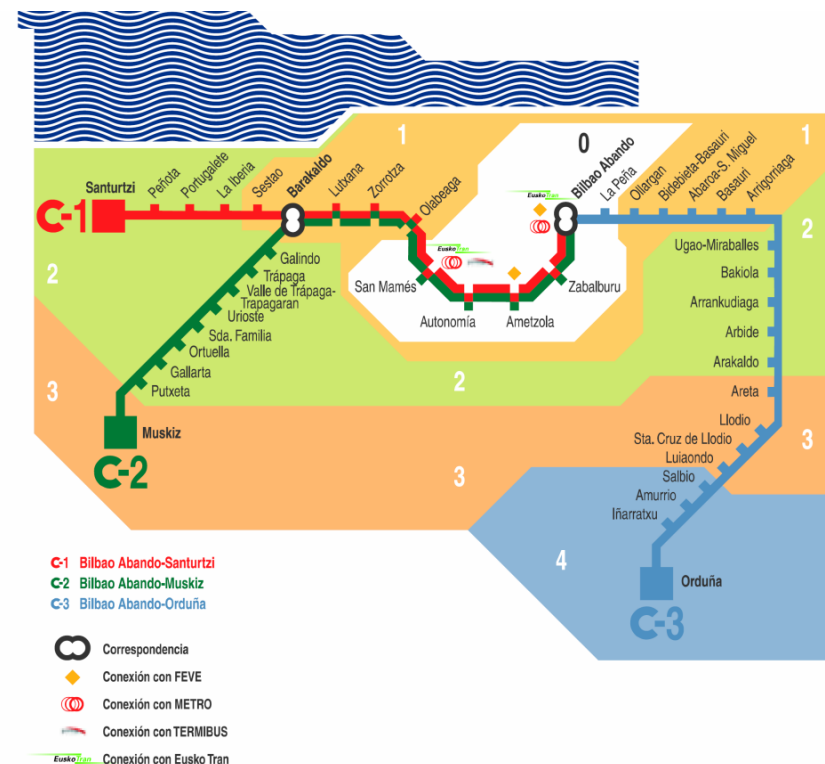 1
0
1
Santurtzi
Peñota
Portugalete
La Iberia
Sestao
Barakaldo
Lutxana
Zorrotza
Olabeaga
EuskoTran
Bilbao Abando
La Peña
Ollargan
Bidebieta-Basauri
Abaroa-S. Miguel
Basauri
Arrigorriaga
C-1
2
2
EuskoTran
Galindo
Trápaga
Valle de Trápaga-
Trapagaran
Urioste
Sda. Familia
Ortuella
Gallarta
Putxeta
San Mamés
Autonomía
Ametzola
Zabalburu
Ugao-Miraballes
Bakiola
Arrankudiaga
Arbide
Arakaldo
Areta
Llodio
Sta. Cruz de Llodio
Luiaondo
Salbio
Amurrio
Iñarratxu
3
2
3
Muskiz
C-2
3
4
Orduña
C-3
C-1 Bilbao Abando-Santurtzi
C-2 Bilbao Abando-Muskiz
C-3 Bilbao Abando-Orduña
Correspondencia
Conexión con FEVE
Conexión con METRO
Conexión con TERMIBUS
EuskoTran Conexión con Eusko Tran